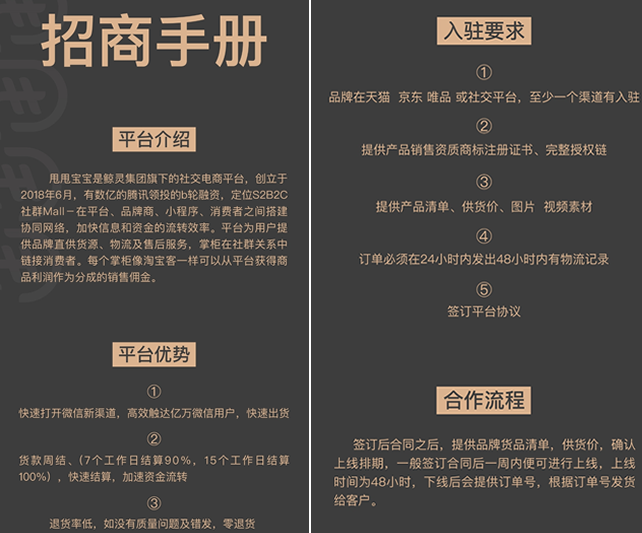 招商手册
平台介绍
甩甩宝宝是鲸灵集团旗下的社交电商平台，创立于
2018年6月，有数亿的腾讯领投的b轮融资，定位S2B2C
社群Mall－在平台、品牌商、小程序、消费者之间搭建
协同网络，加快信息和资金的流转效率。平台为用户提
供品牌直供货源、物流及售后服务，掌柜在社群关系中
链接消费者。每个掌柜像淘宝客一样可以从平台获得商
品利润作为分成的销售佣金。
平台优势
①
快速打开微信新渠道，高效触达亿万微信用户，快速出货
②
货款周结、(7个工作日结算90%，15个工作日结算
100%），快速结算，加速资金流转
③
退货率低，如没有质量问题及错发，零退货
入驻要求
①
品牌在天猫 京东 唯品 或社交平台，至少一个渠道有入驻
②
提供产品销售资质商标注册证书、完整授权链
③
提供产品清单、供货价、图片 视频素材
④
订单必须在24小时内发出48小时内有物流记录
⑤
签订平台协议
合作流程
签订后合同之后，提供品牌货品清单，供货价，确认
上线排期，一般签订合同后一周内便可进行上线，上线
时间为48小时，下线后会提供订单号，根据订单号发货
给客户。